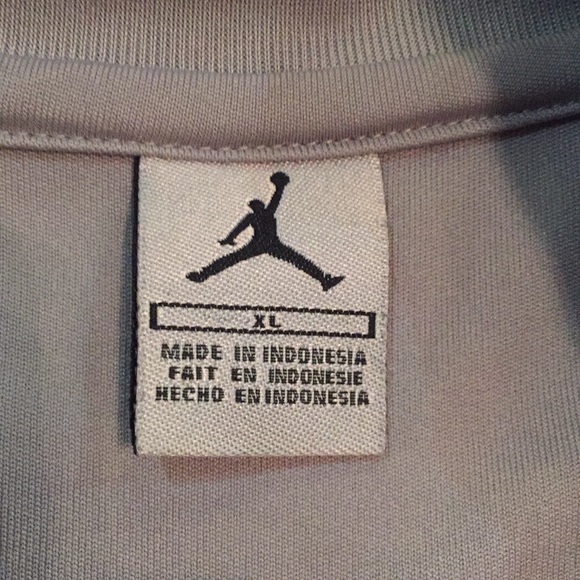 XL
MADE IN INDONESIA
FAIT EN INDONESIE
HECHO EN INDONESIA